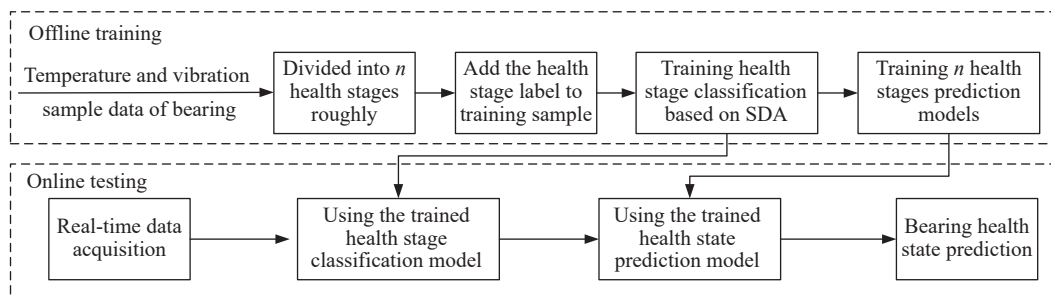 Offline training
Temperature and vibration
sample data of bearing
Divided into n
health stages
roughly
Add the health
stage label to
training sample
Training health
stage classification
based on SDA
Training n health
stages prediction
models
Online testing
Real-time data
acquisition
Using the trained
health stage
classification model
Using the trained
health state
prediction model
Bearing health
state prediction